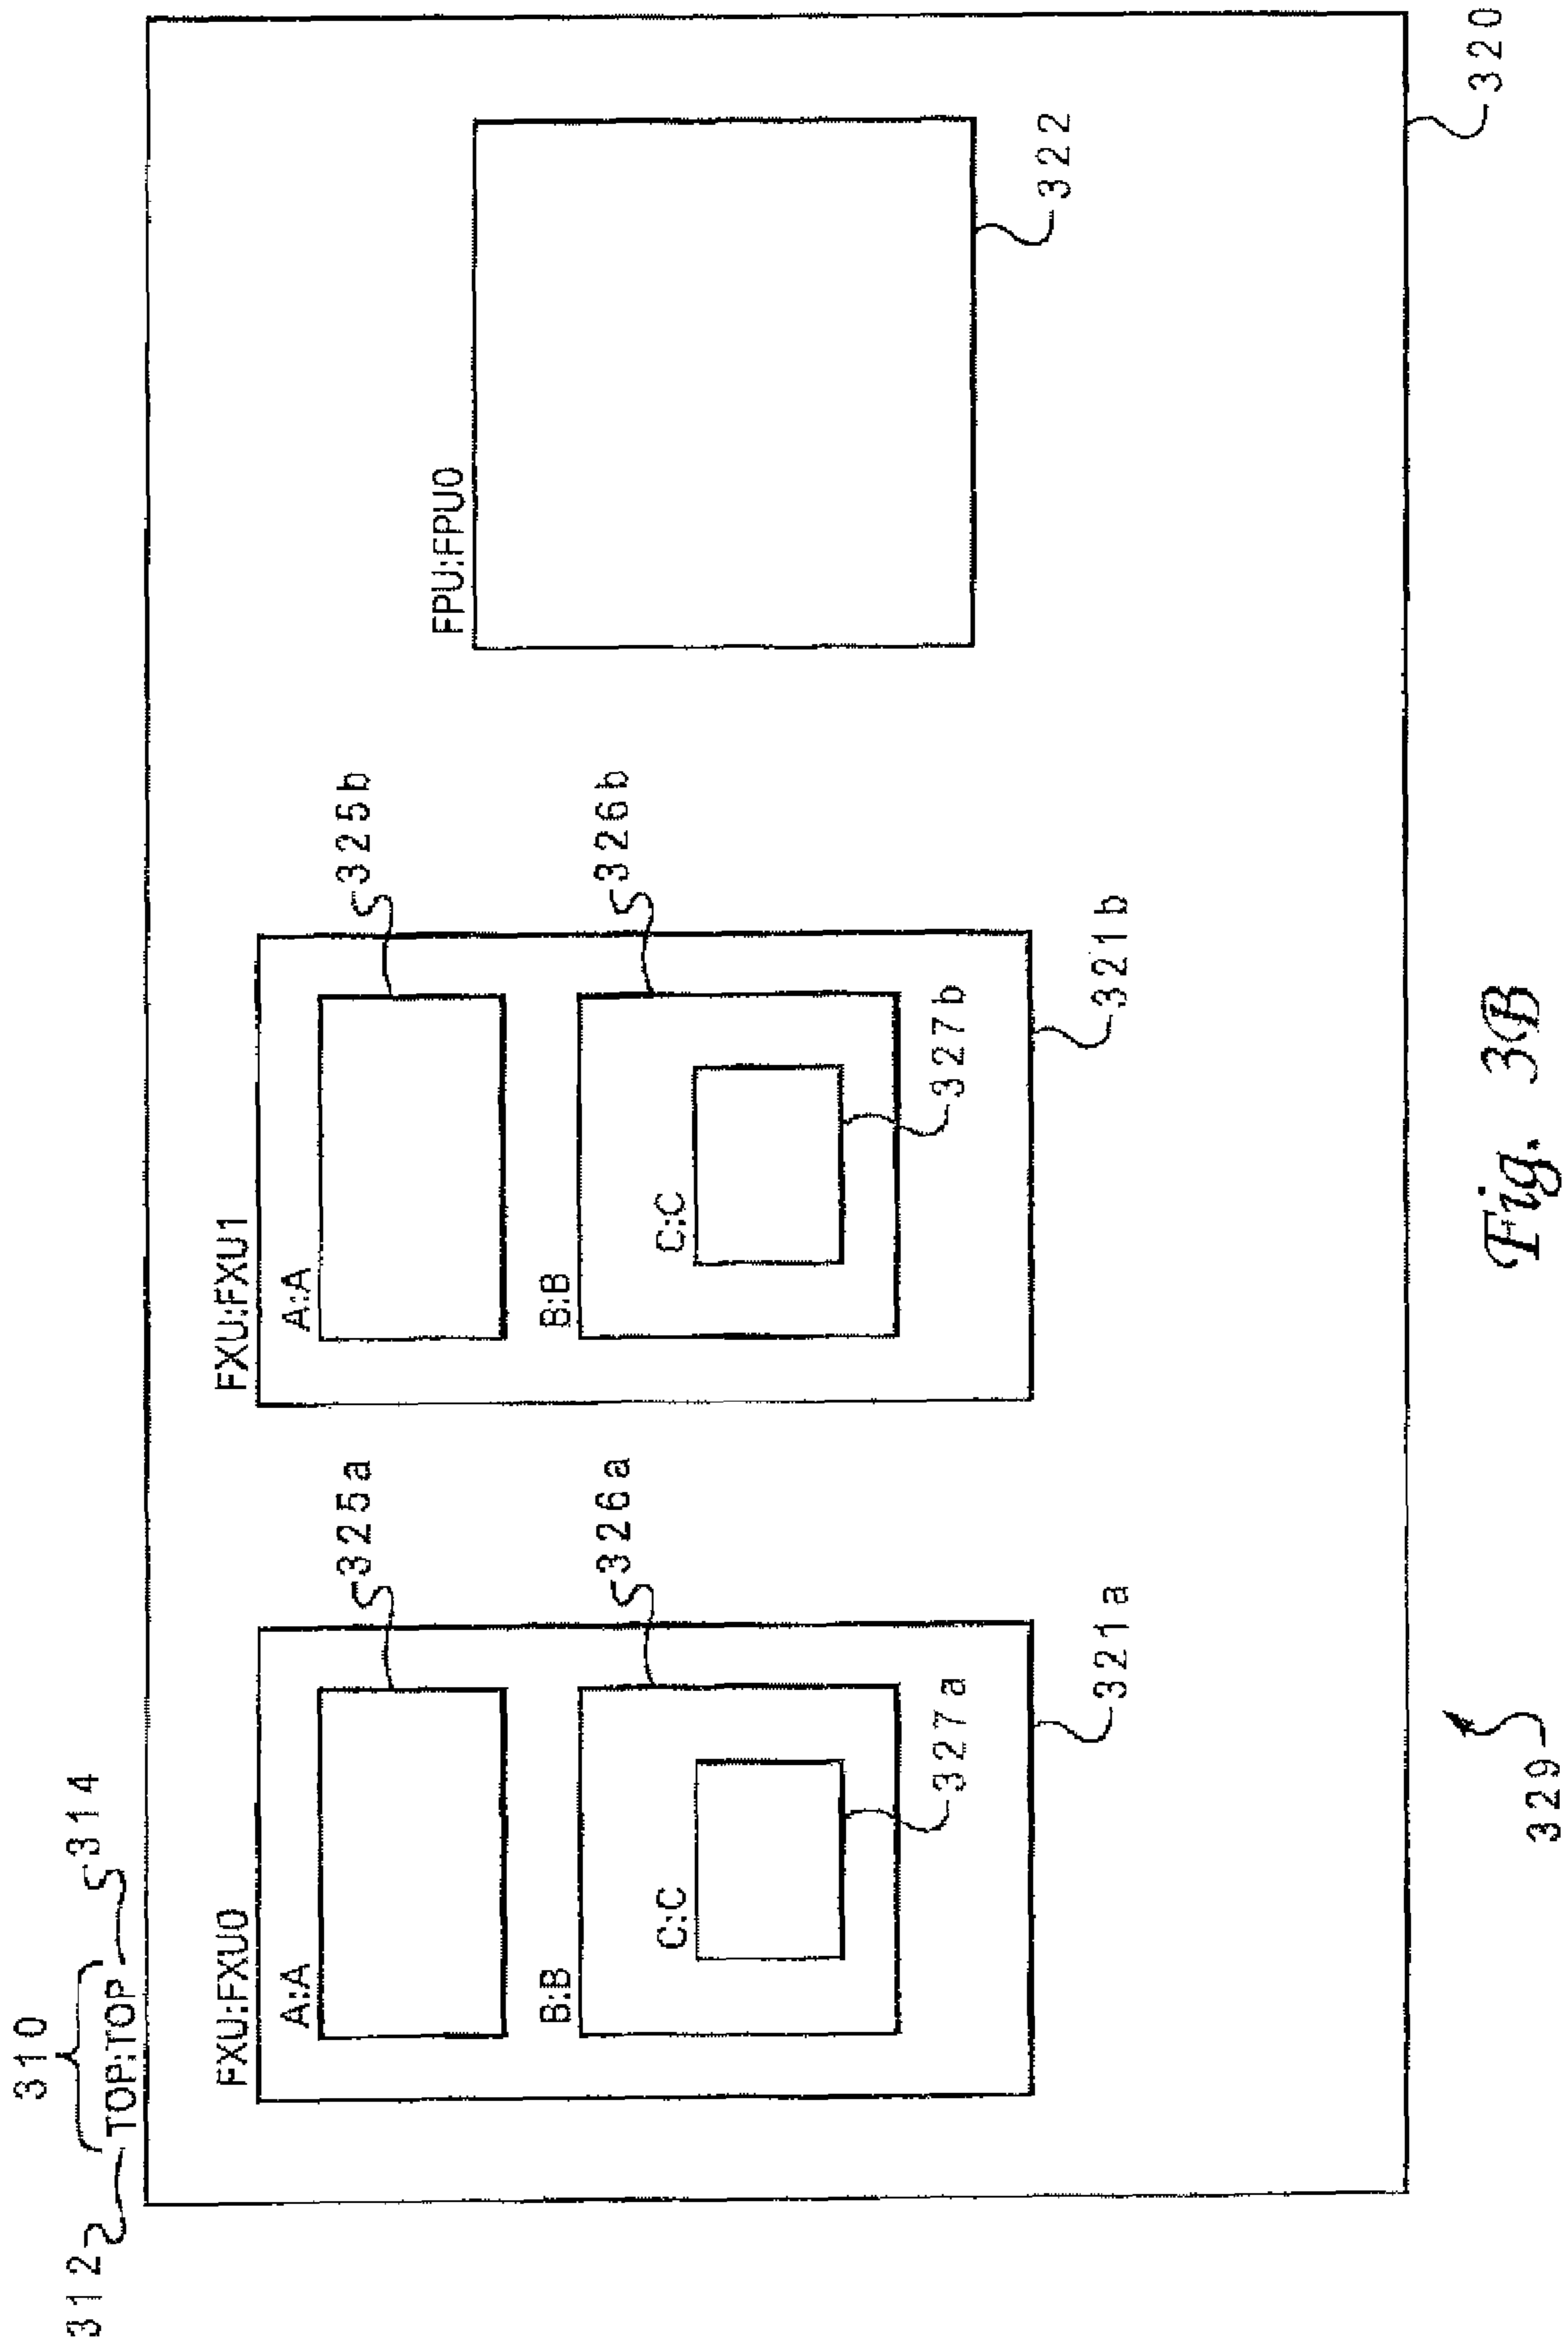 310
312
TOP:TOP
314
FXU:FXU0
FXU:FXU1
A:A
325a
A:A
325b
FPU:FPU0
B:B
326a
B:B
326b
C:C
C:C
327a
327b
322
321a
321b
329
320
Fig. 3B